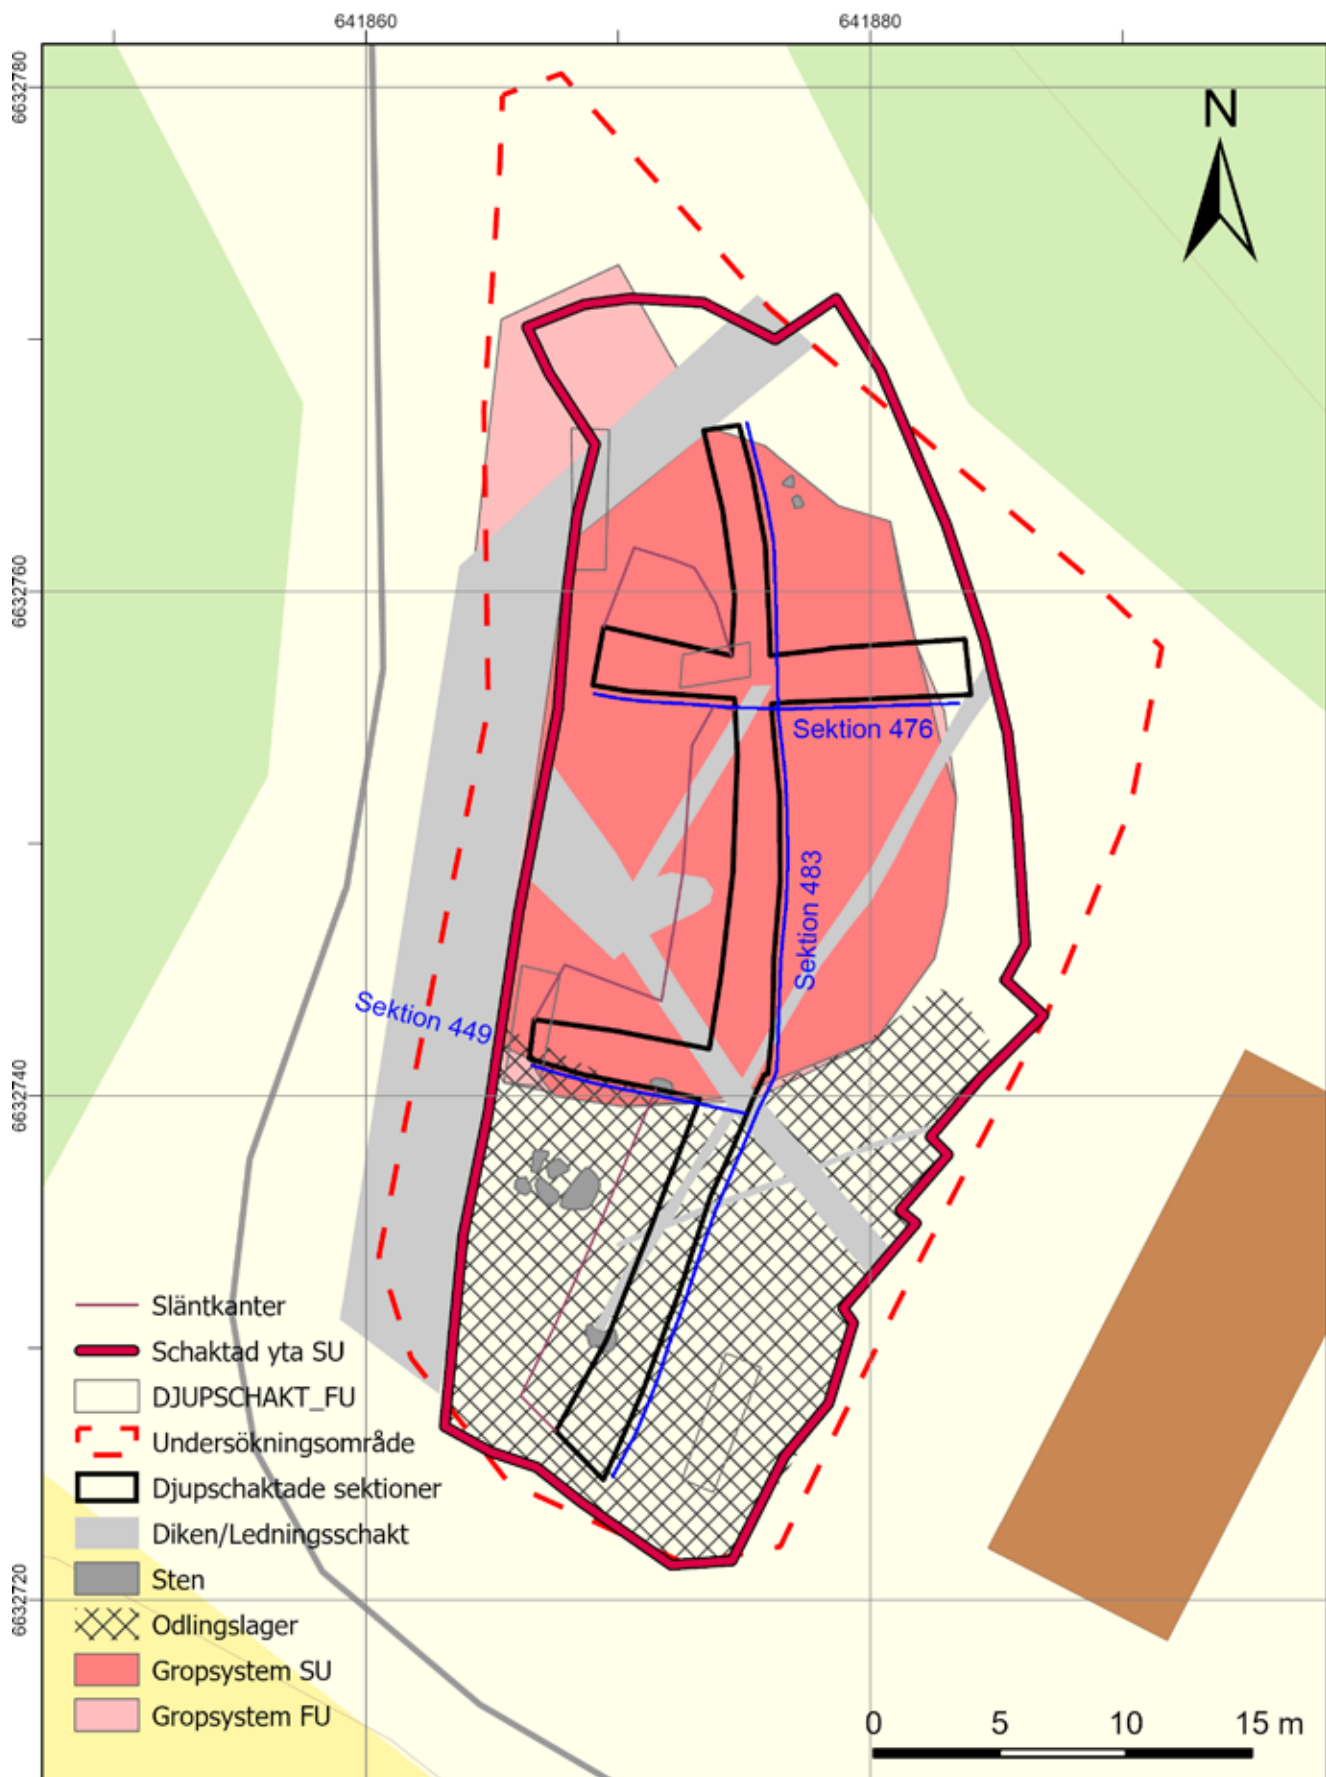 641860
641880
6632780
N
6632760
Sektion 476
Sektion 483
Sektion 449
6632740
Släntkanter
Schaktad yta SU
DJUPSCHAKT_FU
Undersökningsområde
Djupschaktade sektioner
Diken/Ledningsschakt
Sten
6632720
Odlingslager
Gropsystem SU
Gropsystem FU
0 5 10 15 m